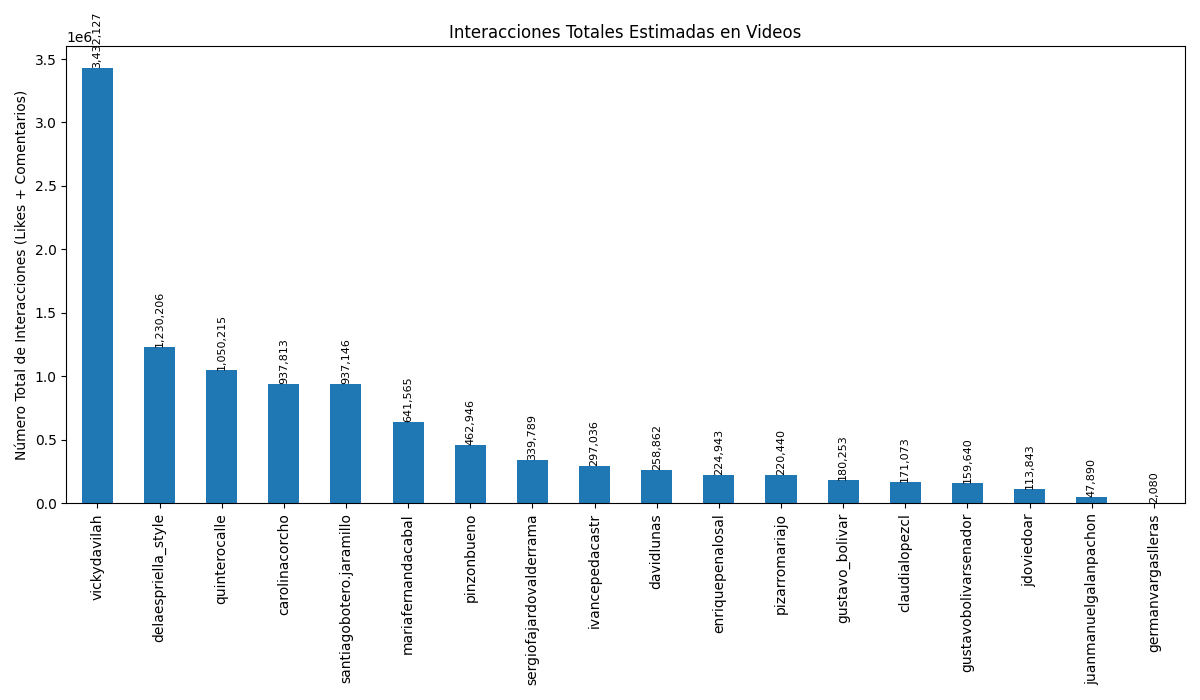 Interacciones Totales Estimadas en Videos
1e6
Número Total de Interacciones (Likes + Comentarios)
3.5
3.0
2.5
2.0
1.5
1.0
0.5
0.0
3,432,127
1,230,206
1,050,215
937,813
937,146
641,565
462,946
339,789
297,036
258,862
224,943
220,440
180,253
171,073
159,640
113,843
47,890
2,080
vickydavilah
delaespriella_style
quinterocalle
carolinacorcho
santiagobotero.jaramillo
mariafernandacabal
pinzonbueno
sergiofajardovalderrama
ivancepedacastr
davidlunas
enriquepenalosal
pizarromariajo
gustavo_bolivar
claudialopezcl
gustavobolivarsenador
jdoviedoar
juanmanuelgalanpachon
germanvargaslleras